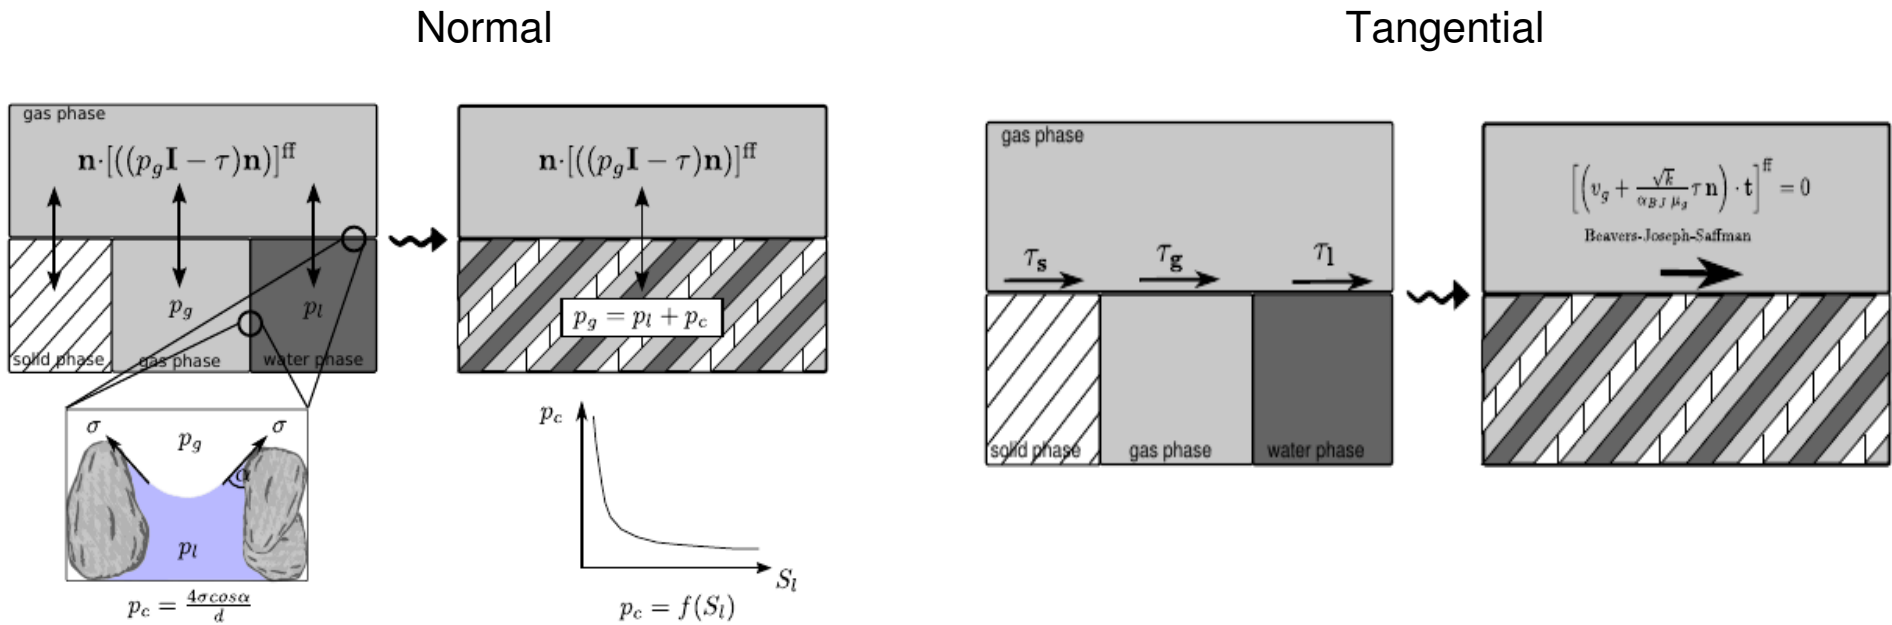 Normal
gas phase
n·[((p_g I − τ)n)]^ff
p_g
p_l
solid phase
gas phase
water phase
σ
p_g
σ
α
p_l
p_c = 4σcosα/d
n·[((p_g I − τ)n)]^ff
p_g = p_l + p_c
p_c
S_l
p_c = f(S_l)
Tangential
gas phase
τ_s
τ_g
τ_l
solid phase
gas phase
water phase
[(v_g + √k/(α_BJ μ_g) τ n) · t]^ff = 0
Beavers-Joseph-Saffman